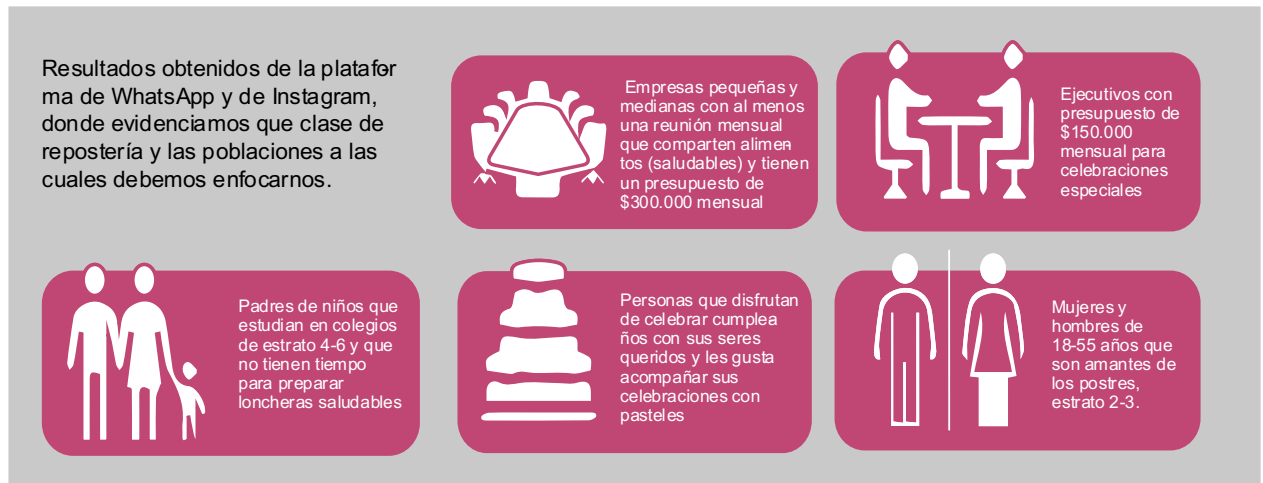 Resultados obtenidos de la platafor
ma de WhatsApp y de Instagram,
donde evidenciamos que clase de
repostería y las poblaciones a las
cuales debemos enfocarnos.
Empresas pequeñas y
medianas con al menos
una reunión mensual
que comparten alimen-
tos (saludables) y tienen
un presupuesto de
$300.000 mensual
Ejecutivos con
presupuesto de
$150.000
mensual para
celebraciones
especiales
Padres de niños que
estudian en colegios
de estrato 4-6 y que
no tienen tiempo
para preparar
loncheras saludables
Personas que disfrutan
de celebrar cumplea
ños con sus seres
queridos y les gusta
acompañar sus
celebraciones con
pasteles
Mujeres y
hombres de
18-55 años que
son amantes de
los postres,
estrato 2-3.